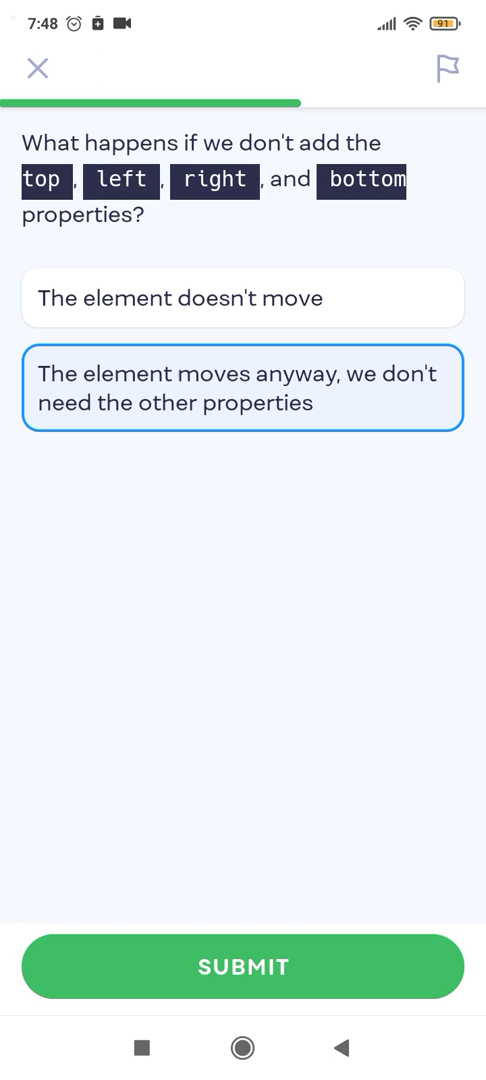 7:48
91
What happens if we don't add the
top, left, right, and bottom
properties?
The element doesn't move
The element moves anyway, we don't
need the other properties
SUBMIT